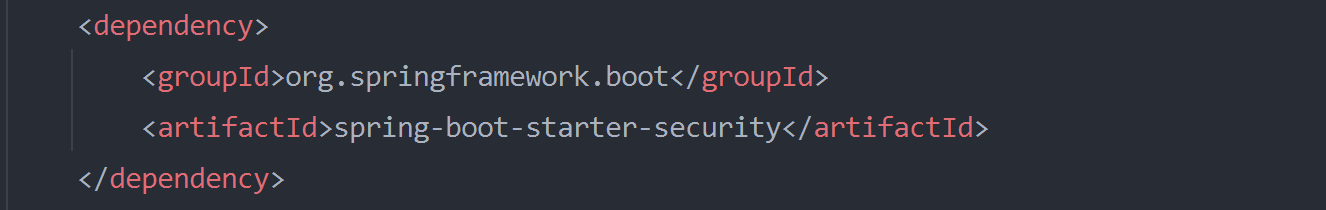 <dependency>
<groupId>org.springframework.boot</groupId>
<artifactId>spring-boot-starter-security</artifactId>
</dependency>